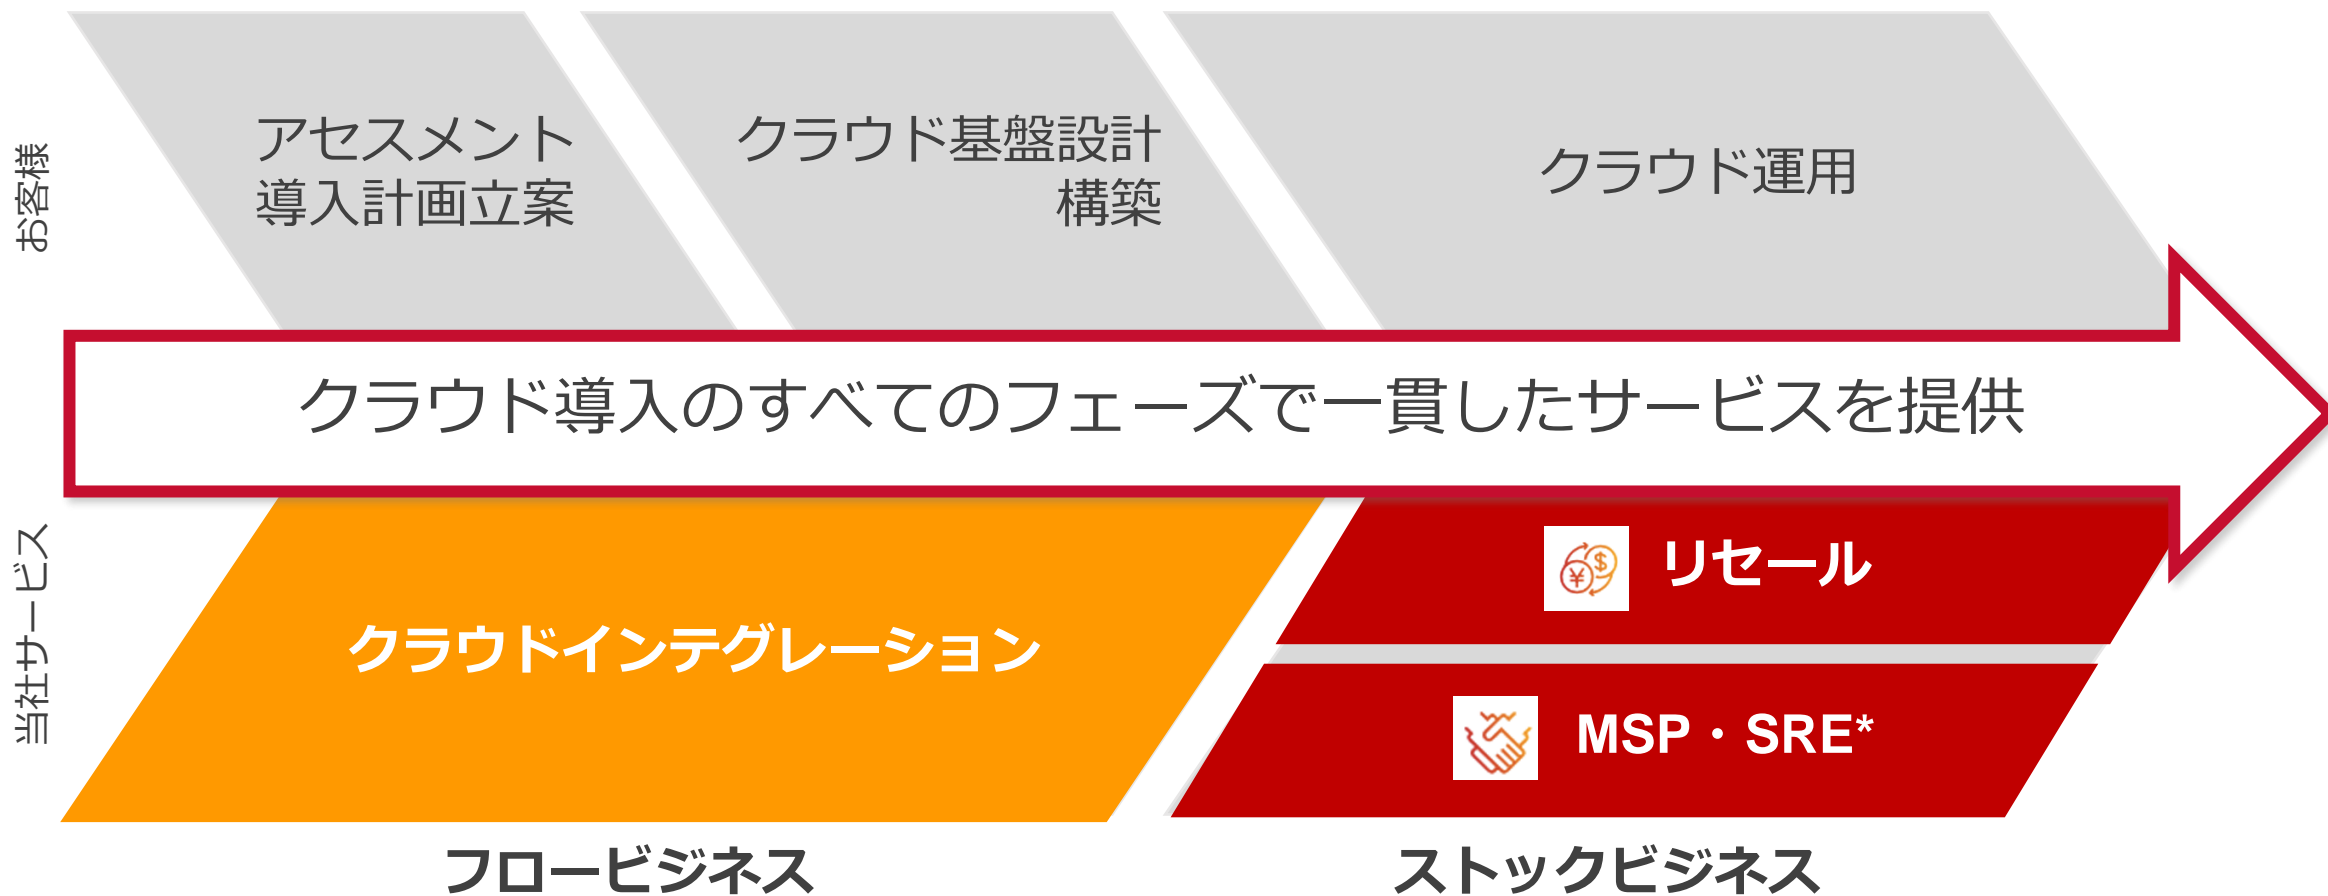 お客様
アセスメント
導入計画立案
クラウド基盤設計
構築
クラウド運用
クラウド導入のすべてのフェーズで一貫したサービスを提供
当社サービス
クラウドインテグレーション
¥ $
リセール
MSP・SRE*
フロービジネス
ストックビジネス